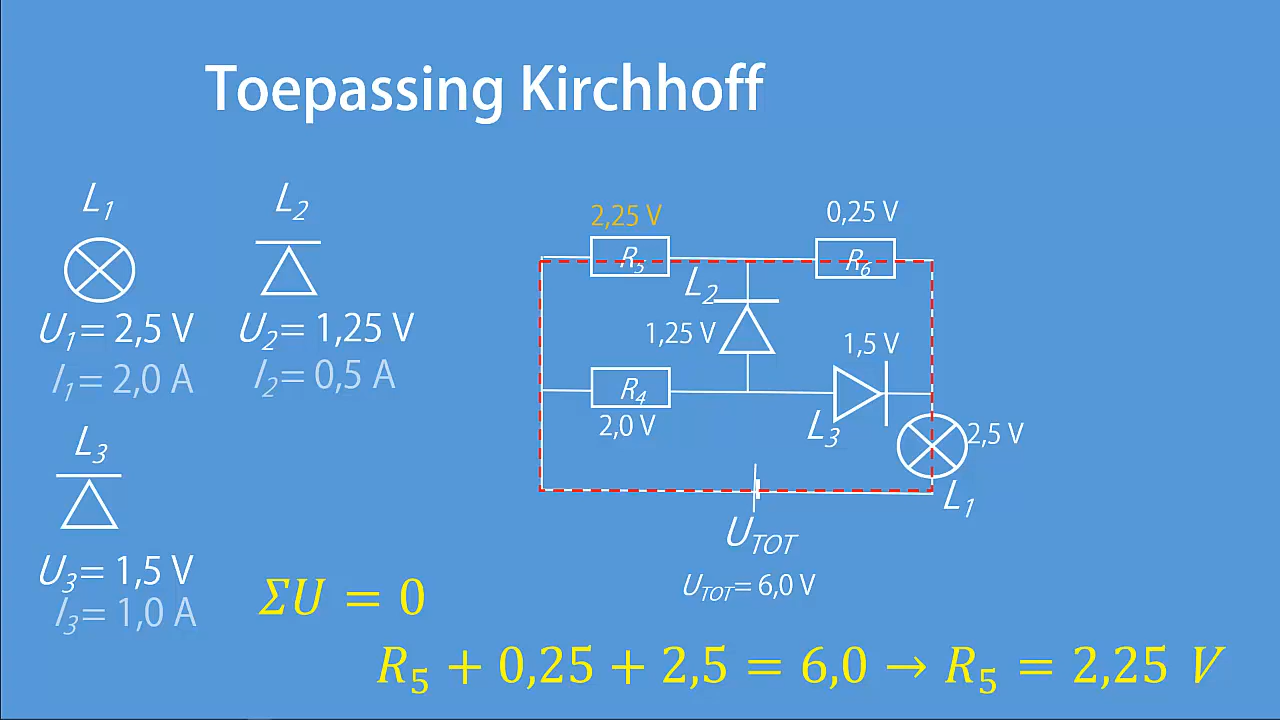 Toepassing Kirchhoff
L1
U1= 2,5 V
I1= 2,0 A
L2
U2= 1,25 V
I2= 0,5 A
L3
U3= 1,5 V
I3= 1,0 A
2,25 V
R5
0,25 V
R6
L2
1,25 V
1,5 V
L3
R4
2,0 V
2,5 V
L1
UTOT
UTOT= 6,0 V
ΣU = 0
R5 + 0,25 + 2,5 = 6,0 → R5 = 2,25 V